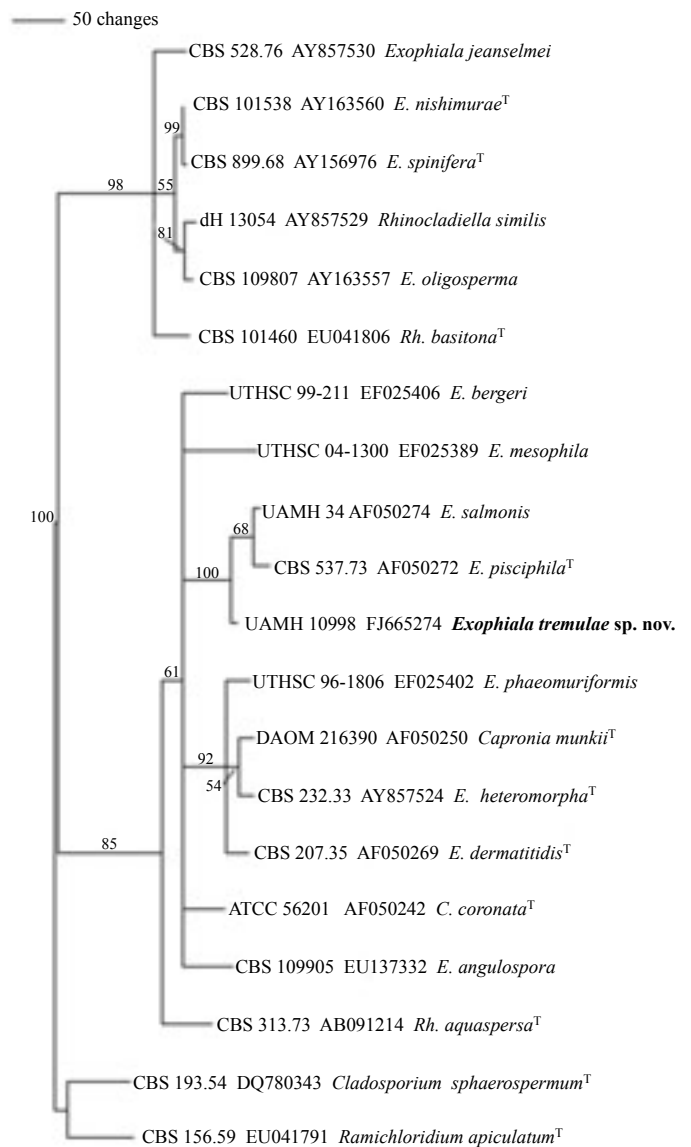 50 changes
CBS 528.76 AY857530 Exophiala jeanselmei
CBS 101538 AY163560 E. nishimurae^T
99
CBS 899.68 AY156976 E. spinifera^T
98 55
dH 13054 AY857529 Rhinocladiella similis
81
CBS 109807 AY163557 E. oligosperma
CBS 101460 EU041806 Rh. basitona^T
UTHSC 99-211 EF025406 E. bergeri
UTHSC 04-1300 EF025389 E. mesophila
UAMH 34 AF050274 E. salmonis
100 68
CBS 537.73 AF050272 E. pisciphila^T
100
UAMH 10998 FJ665274 Exophiala tremulae sp. nov.
61
UTHSC 96-1806 EF025402 E. phaeomuriformis
DAOM 216390 AF050250 Capronia munkii^T
92
54
CBS 232.33 AY857524 E. heteromorpha^T
85
CBS 207.35 AF050269 E. dermatitidis^T
ATCC 56201 AF050242 C. coronata^T
CBS 109905 EU137332 E. angulospora
CBS 313.73 AB091214 Rh. aquaspersa^T
CBS 193.54 DQ780343 Cladosporium sphaerospermum^T
CBS 156.59 EU041791 Ramichloridium apiculatum^T